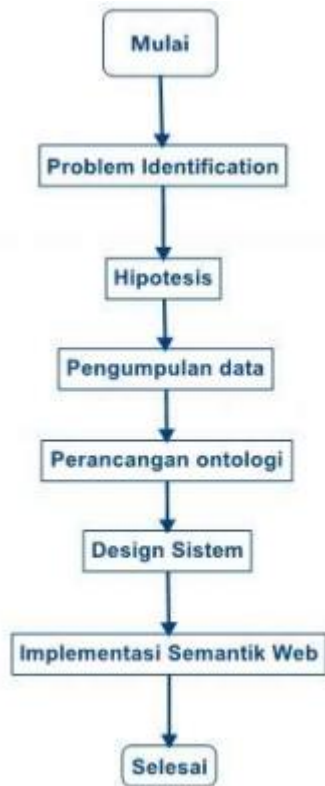 Mulai
Problem Identification
Hipotesis
Pengumpulan data
Perancangan ontologi
Design Sistem
Implementasi Semantik Web
Selesai